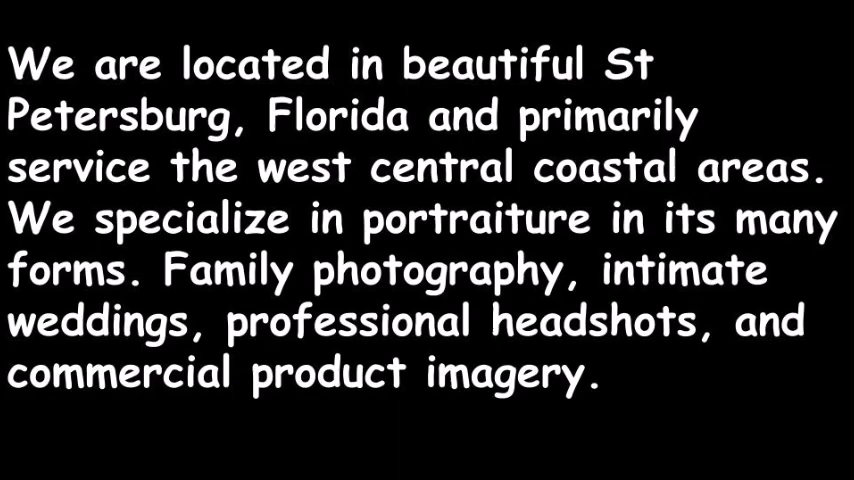 We are located in beautiful St
Petersburg, Florida and primarily
service the west central coastal areas.
We specialize in portraiture in its many
forms. Family photography, intimate
weddings, professional headshots, and
commercial product imagery.